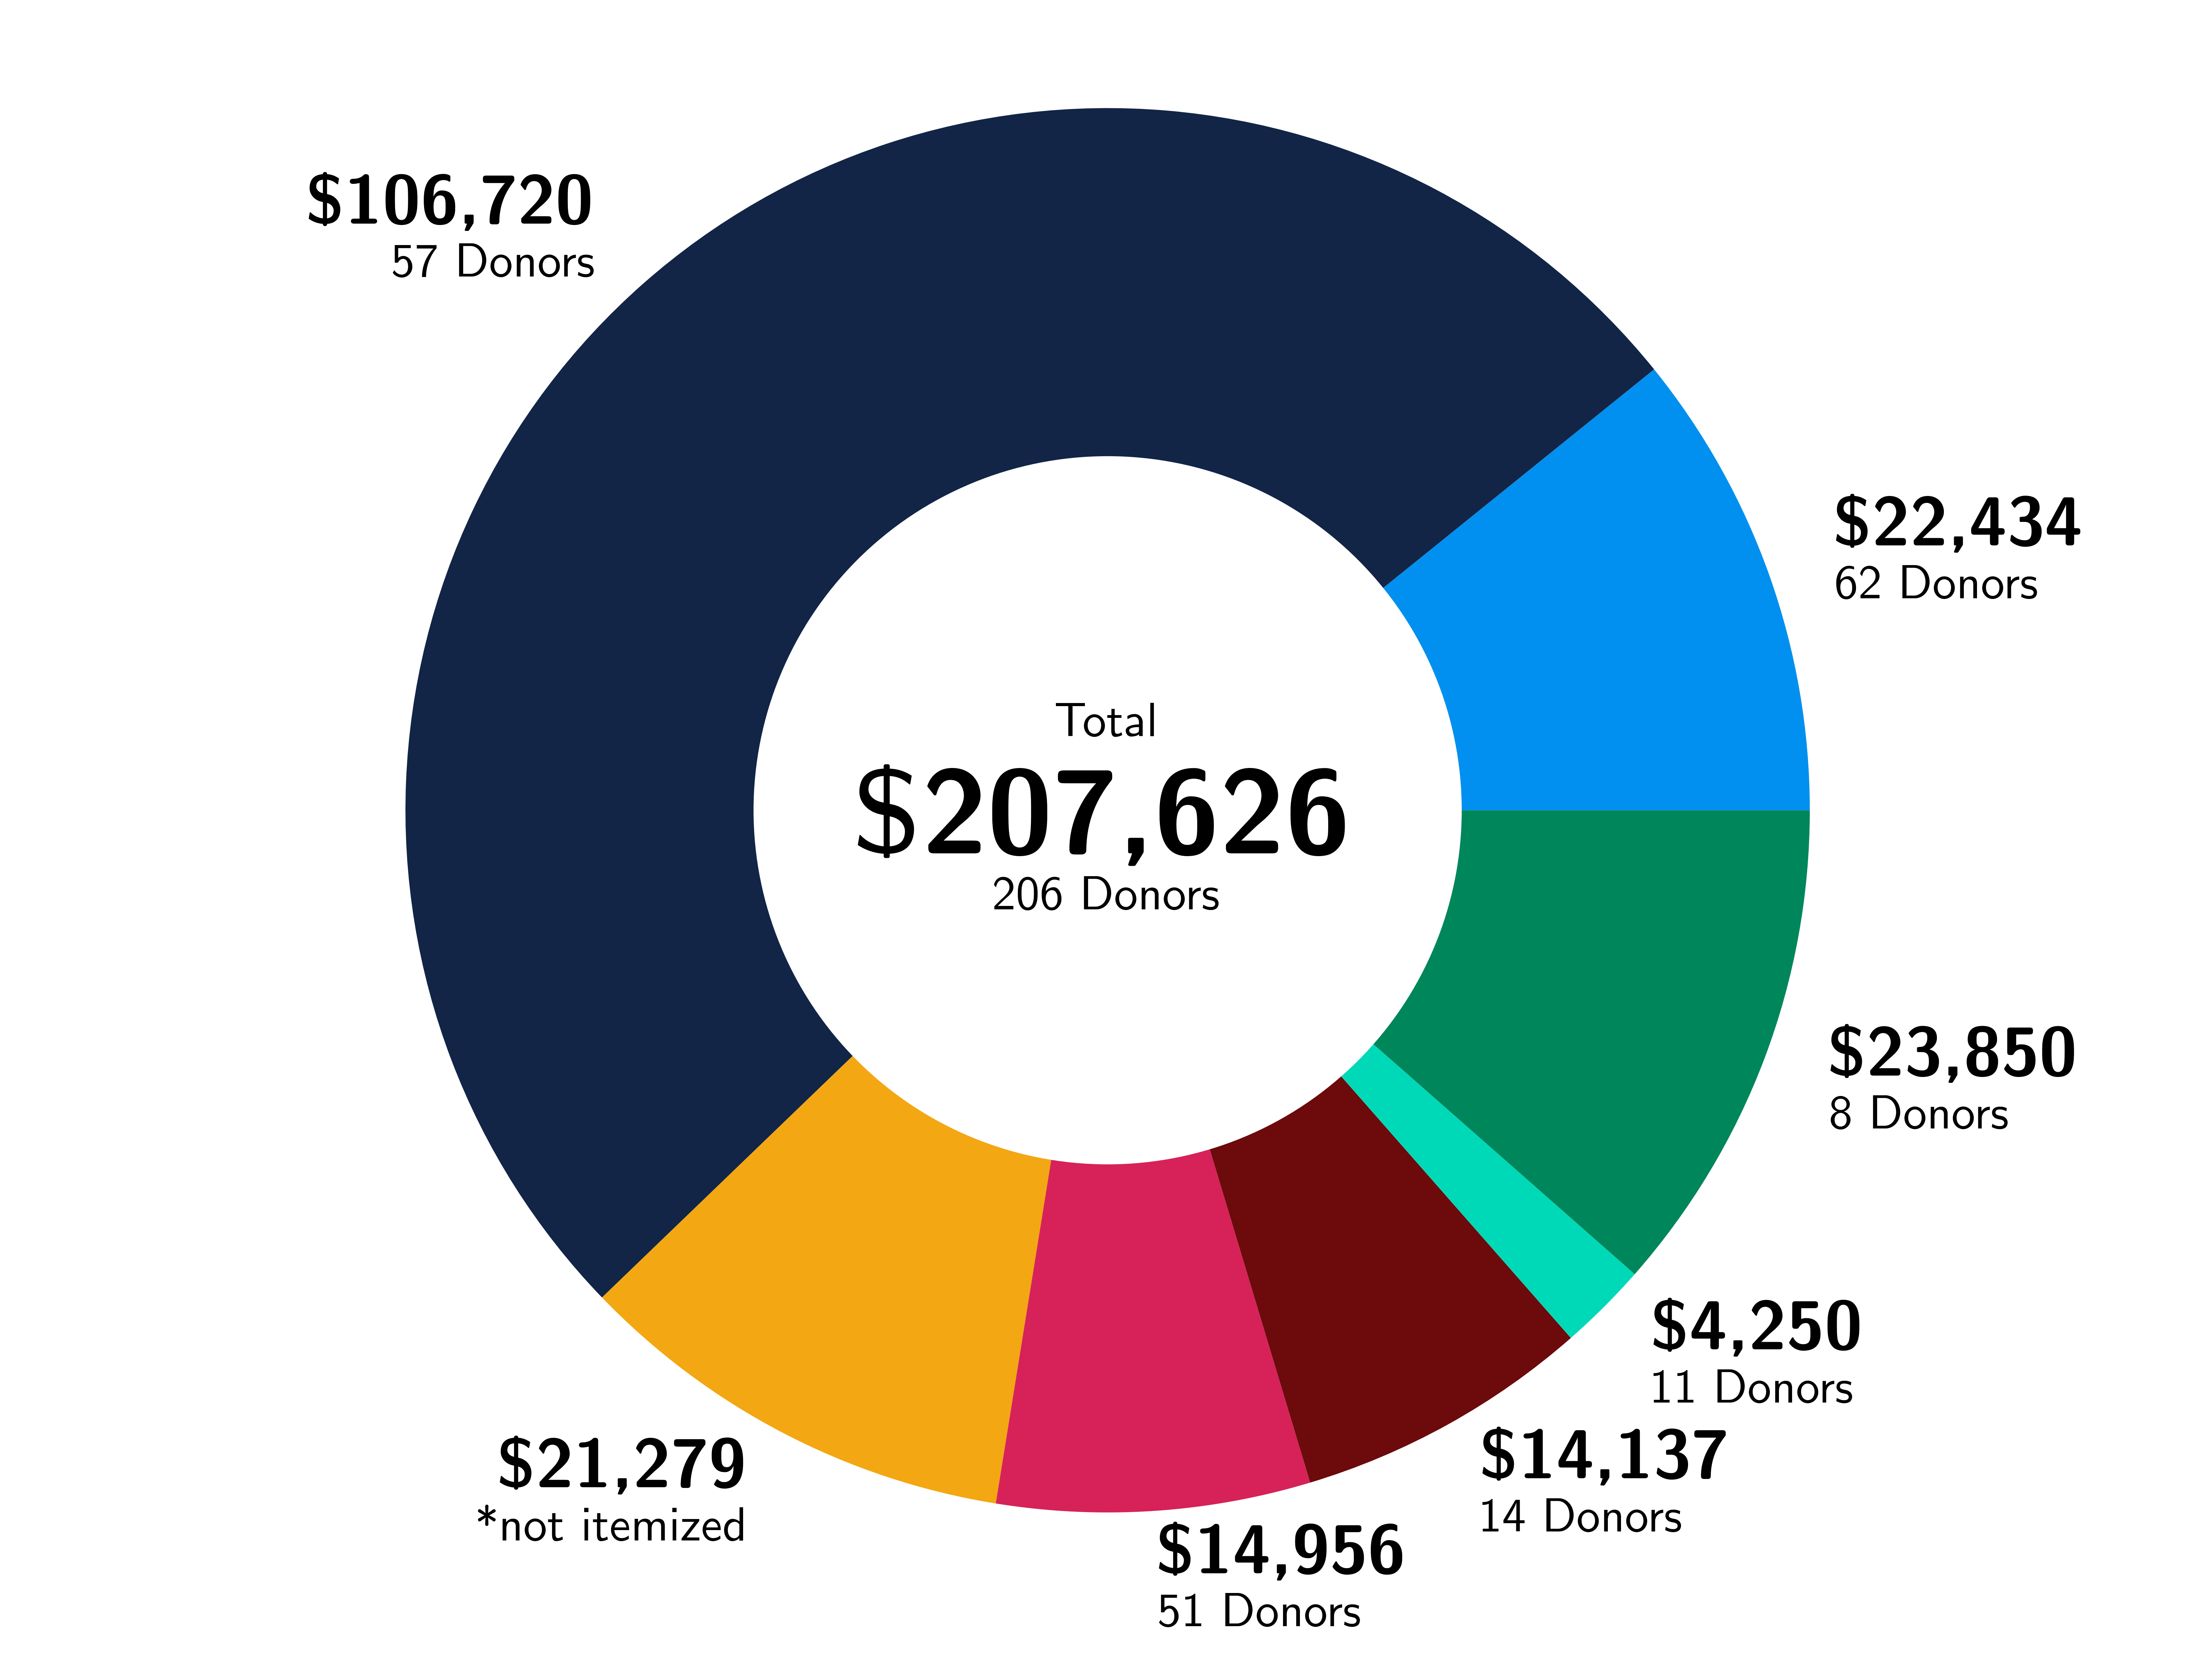 $106,720
57 Donors
$22,434
62 Donors
Total
$207,626
206 Donors
$23,850
8 Donors
$4,250
11 Donors
$14,137
14 Donors
$21,279
*not itemized
$14,956
51 Donors